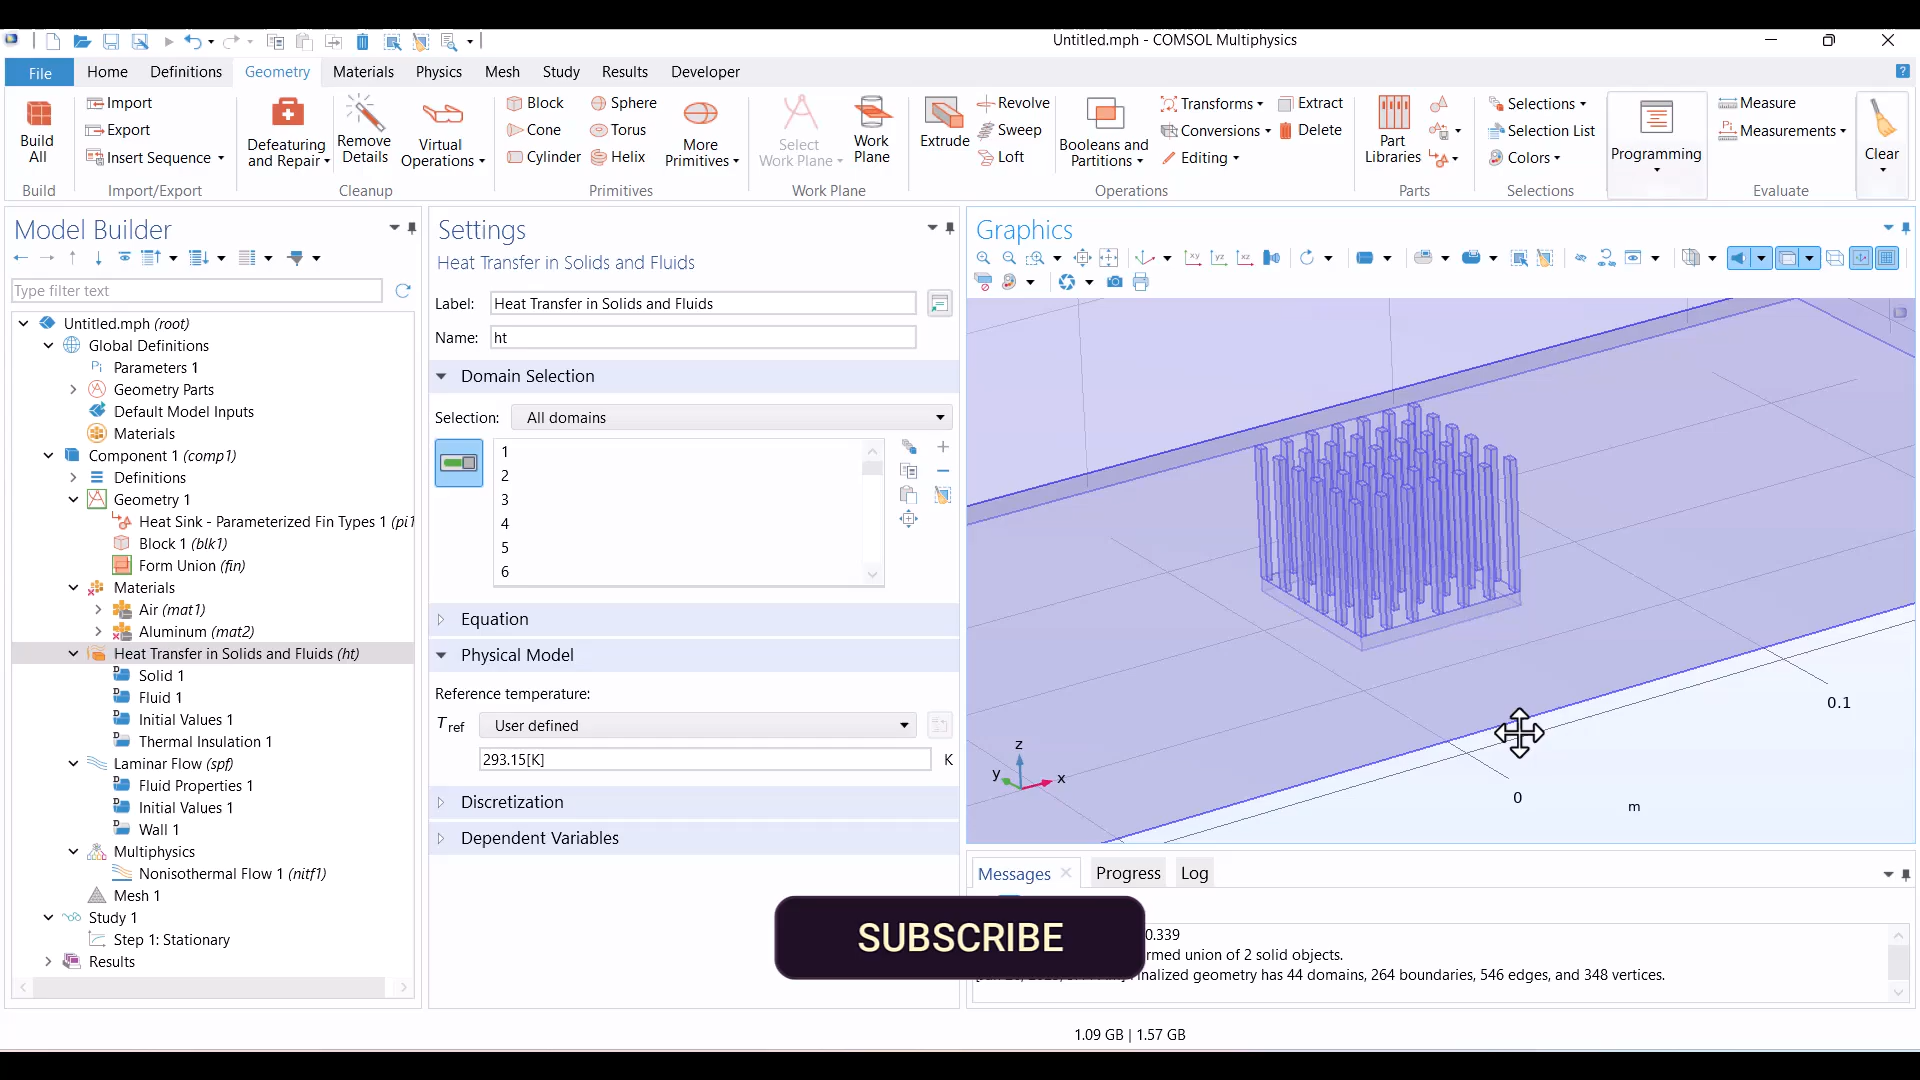 Untitled.mph - COMSOL Multiphysics
File Home Definitions Geometry Materials Physics Mesh Study Results Developer
Build All
Import
Export
Insert Sequence
Defeaturing and Repair
Remove Details
Virtual Operations
Block
Cone
Cylinder
Sphere
Torus
Helix
More Primitives
Select Work Plane
Work Plane
Extrude
Revolve
Sweep
Loft
Booleans and Partitions
Transforms
Conversions
Editing
Extract
Delete
Part Libraries
Selections
Selection List
Colors
Programming
Measure
Measurements
Clear
Build Import/Export Cleanup Primitives Work Plane Operations Parts Selections Evaluate
Model Builder
Type filter text
Untitled.mph (root)
Global Definitions
Pi Parameters 1
Geometry Parts
Default Model Inputs
Materials
Component 1 (comp1)
Definitions
Geometry 1
Heat Sink - Parameterized Fin Types 1 (pi1
Block 1 (blk1)
Form Union (fin)
Materials
Air (mat1)
Aluminum (mat2)
Heat Transfer in Solids and Fluids (ht)
Solid 1
Fluid 1
Initial Values 1
Thermal Insulation 1
Laminar Flow (spf)
Fluid Properties 1
Initial Values 1
Wall 1
Multiphysics
Nonisothermal Flow 1 (nitf1)
Mesh 1
Study 1
Step 1: Stationary
Results
Settings
Heat Transfer in Solids and Fluids
Label: Heat Transfer in Solids and Fluids
Name: ht
Domain Selection
Selection: All domains
1
2
3
4
5
6
Equation
Physical Model
Reference temperature:
Tref User defined
293.15[K] K
Discretization
Dependent Variables
Graphics
xy yz xz
0.1
0
m
z
y
x
Messages Progress Log
0.339
rmed union of 2 solid objects.
inalized geometry has 44 domains, 264 boundaries, 546 edges, and 348 vertices.
SUBSCRIBE
1.09 GB | 1.57 GB